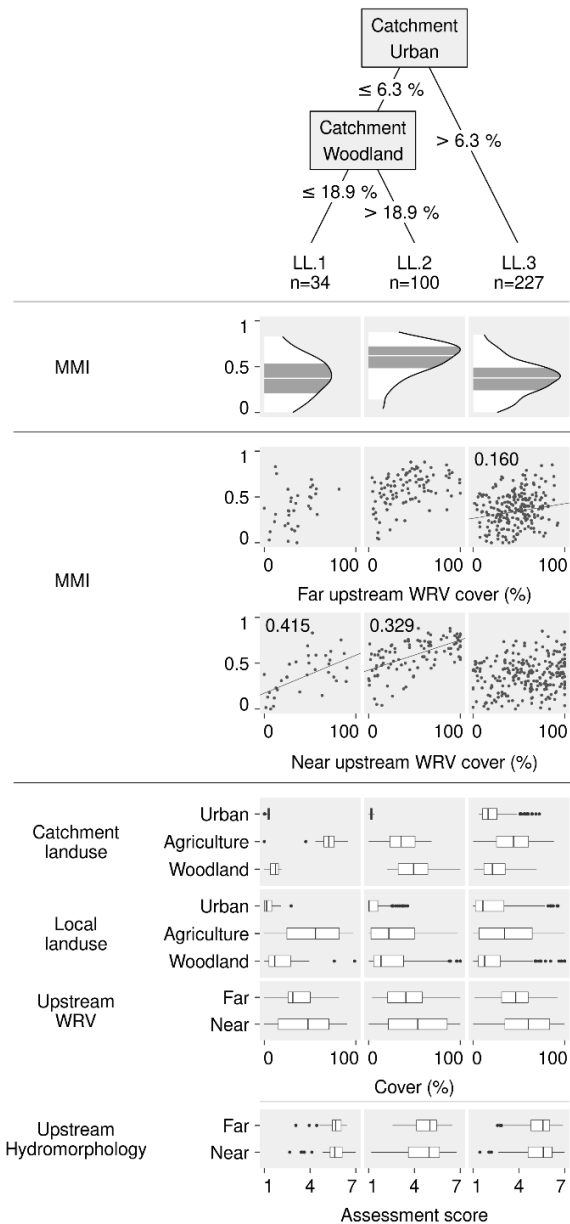 Catchment
Urban
≤ 6.3 %
Catchment
Woodland
> 6.3 %
≤ 18.9 %
> 18.9 %
LL.1 LL.2 LL.3
n=34 n=100 n=227
1
MMI 0.5
0
1 0.160
0.5
0
0 100 0 100 0 100
Far upstream WRV cover (%)
MMI
1 0.415 0.329
0.5
0
0 100 0 100 0 100
Near upstream WRV cover (%)
Catchment
landuse
Urban
Agriculture
Woodland
Local
landuse
Urban
Agriculture
Woodland
Upstream
WRV
Far
Near
0 100 0 100 0 100
Cover (%)
Upstream
Hydromorphology
Far
Near
1 4 7 1 4 7 1 4 7
Assessment score